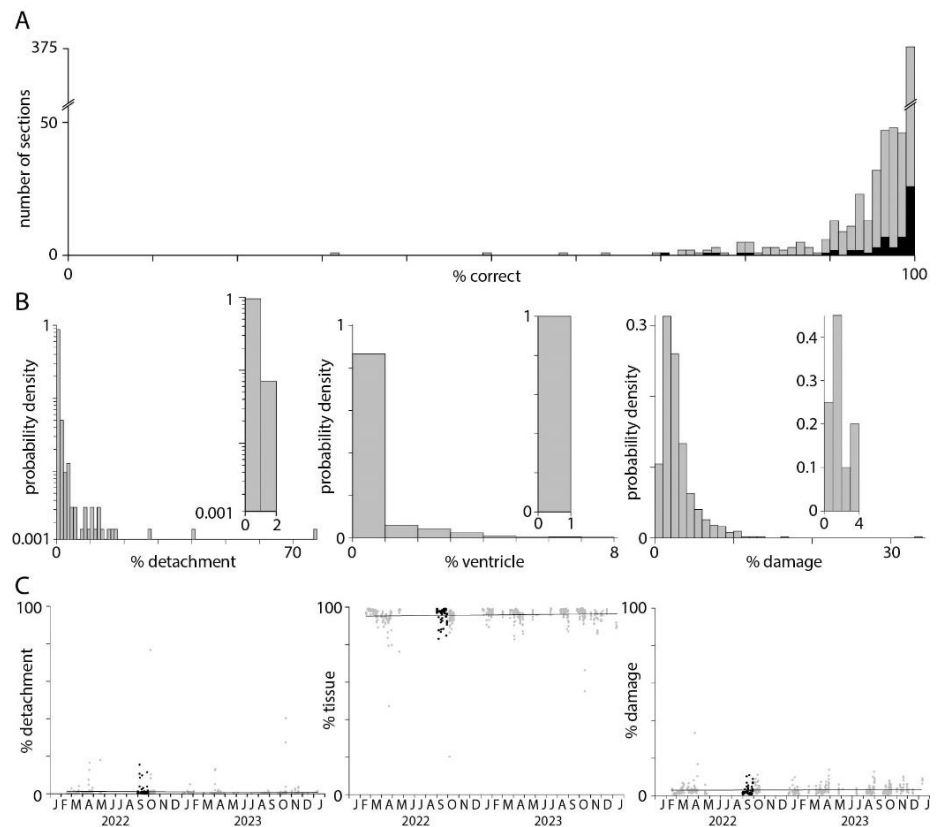 A
375
50
0
number of sections
0
% correct
100
B
1
0.001
probability density
0
% detachment
70
1
0.001
0
2
1
0
probability density
0
% ventricle
8
1
0
0
1
0.3
0
probability density
0
% damage
30
0.4
0.3
0.2
0.1
0
0
4
C
100
0
% detachment
J F M A M J J A S O N D J F M A M J J A S O N D J
2022
2023
100
0
% tissue
J F M A M J J A S O N D J F M A M J J A S O N D J
2022
2023
100
0
% damage
J F M A M J J A S O N D J F M A M J J A S O N D J
2022
2023